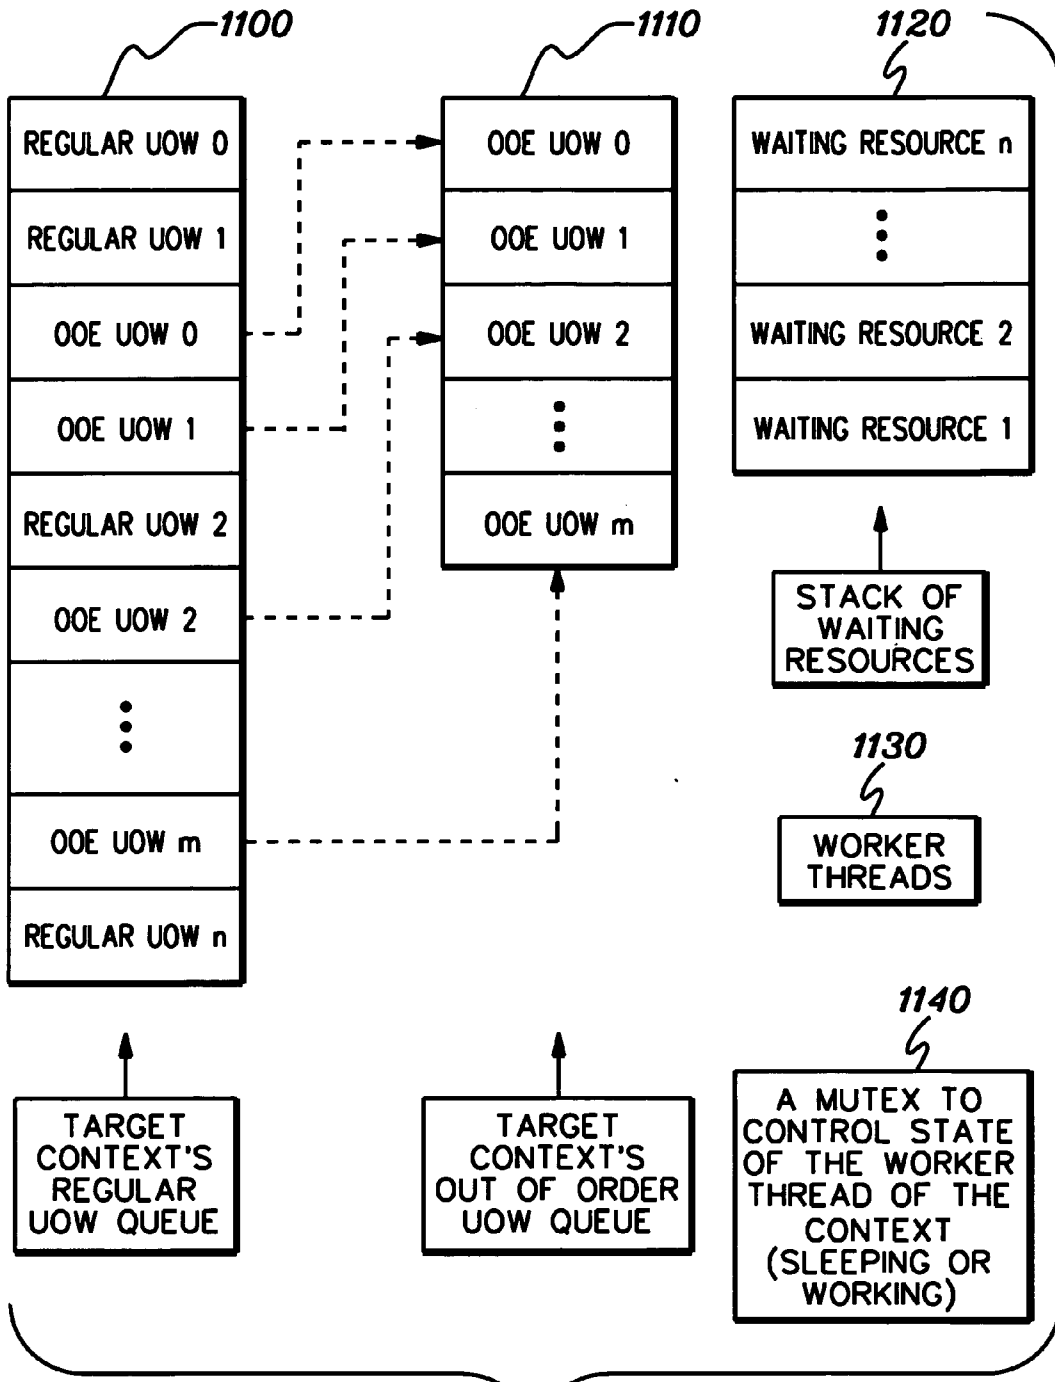 1100
1110
1120
REGULAR UOW 0
REGULAR UOW 1
OOE UOW 0
OOE UOW 1
REGULAR UOW 2
OOE UOW 2
OOE UOW m
REGULAR UOW n
TARGET
CONTEXT'S
REGULAR
UOW QUEUE
OOE UOW 0
OOE UOW 1
OOE UOW 2
OOE UOW m
TARGET
CONTEXT'S
OUT OF ORDER
UOW QUEUE
WAITING RESOURCE n
WAITING RESOURCE 2
WAITING RESOURCE 1
STACK OF
WAITING
RESOURCES
1130
WORKER
THREADS
1140
A MUTEX TO
CONTROL STATE
OF THE WORKER
THREAD OF THE
CONTEXT
(SLEEPING OR
WORKING)